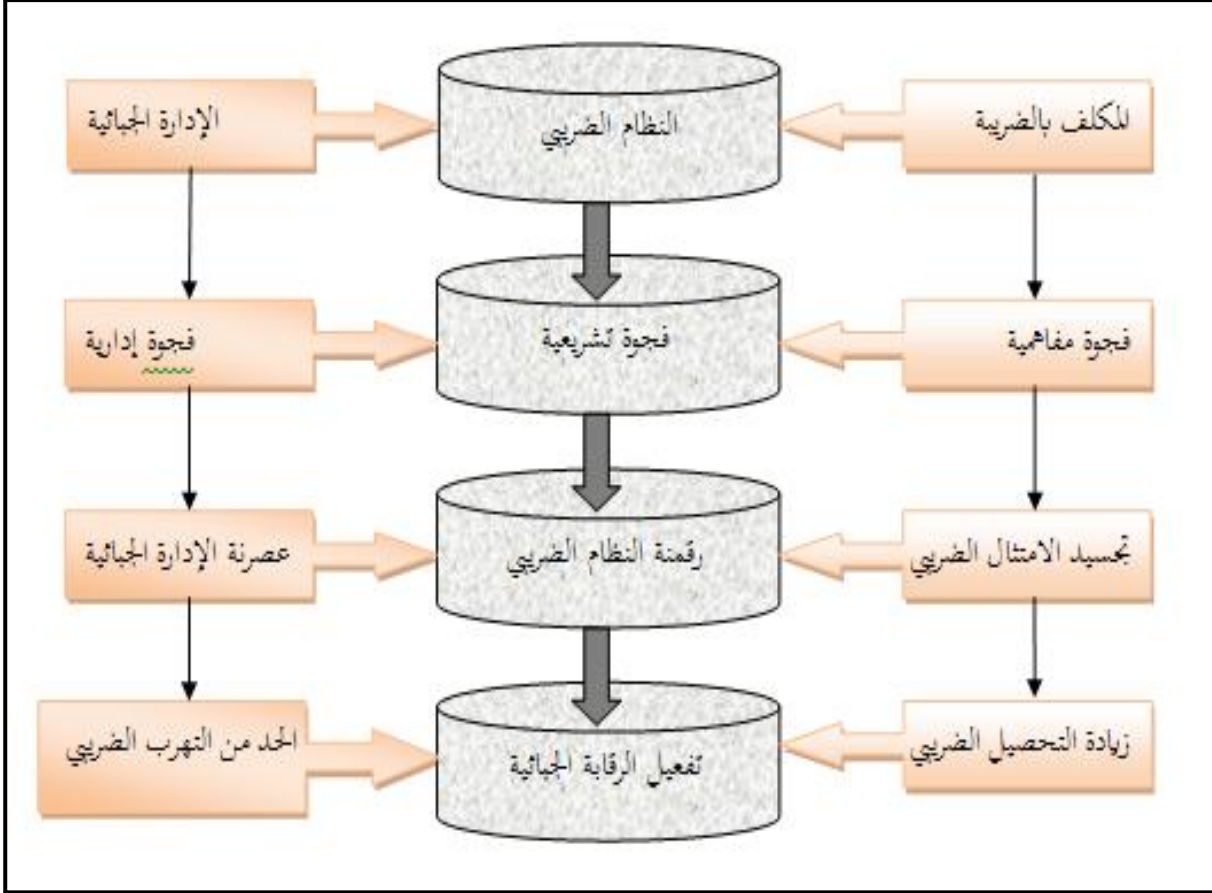 المكلف بالضريبة
النظام الضريبي
الإدارة الجبائية
فجوة مفاهمية
فجوة تشريعية
فجوة إدارية
تجسيد الامتثال الضريبي
رقمنة النظام الضريبي
عصرنة الإدارة الجبائية
زيادة التحصيل الضريبي
تفعيل الرقابة الجبائية
الحد من التهرب الضريبي